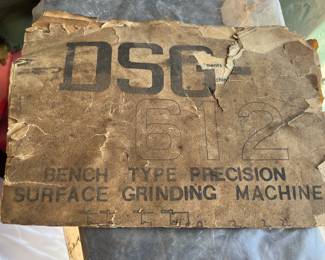 DSG-
612
BENCH TYPE PRECISION
SURFACE GRINDING MACHINE